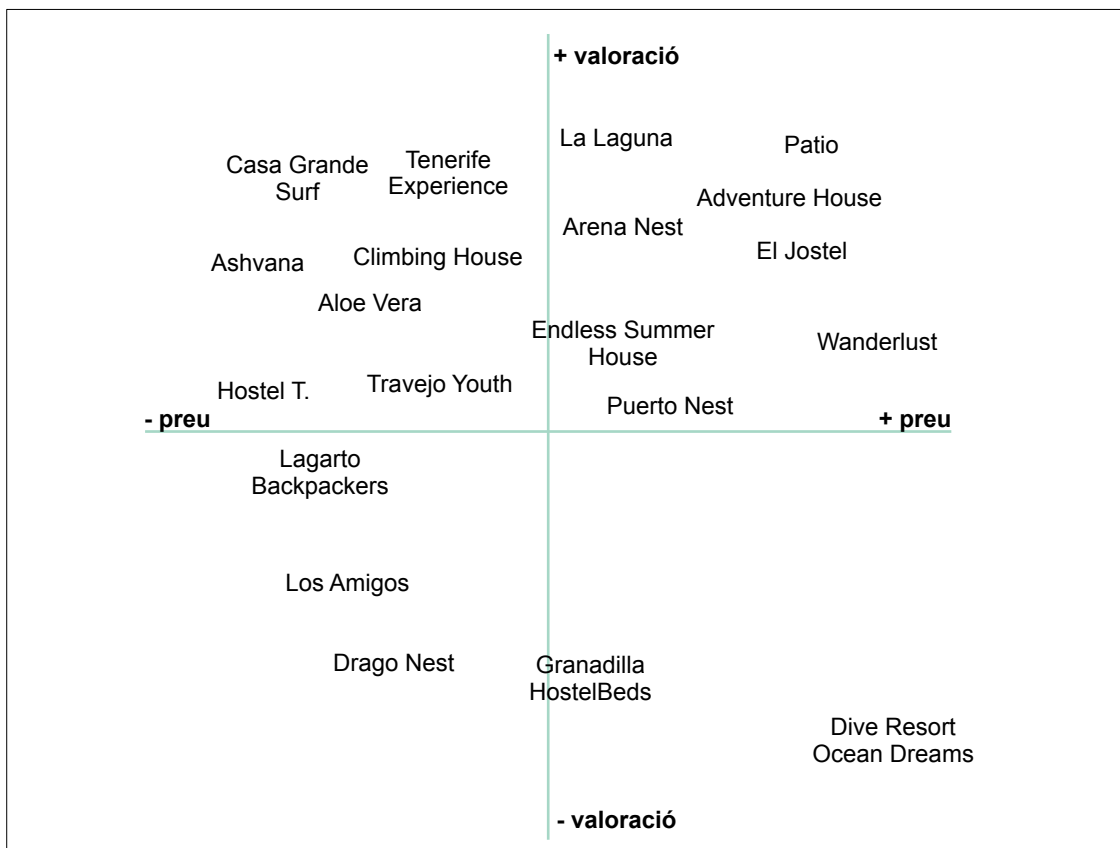 + valoració
La Laguna
Patio
Casa Grande
Surf
Tenerife
Experience
Adventure House
Arena Nest
El Jostel
Ashvana
Climbing House
Aloe Vera
Endless Summer
House
Wanderlust
Hostel T.
Travejo Youth
Puerto Nest
- preu
+ preu
Lagarto
Backpackers
Los Amigos
Drago Nest
Granadilla
HostelBeds
Dive Resort
Ocean Dreams
- valoració